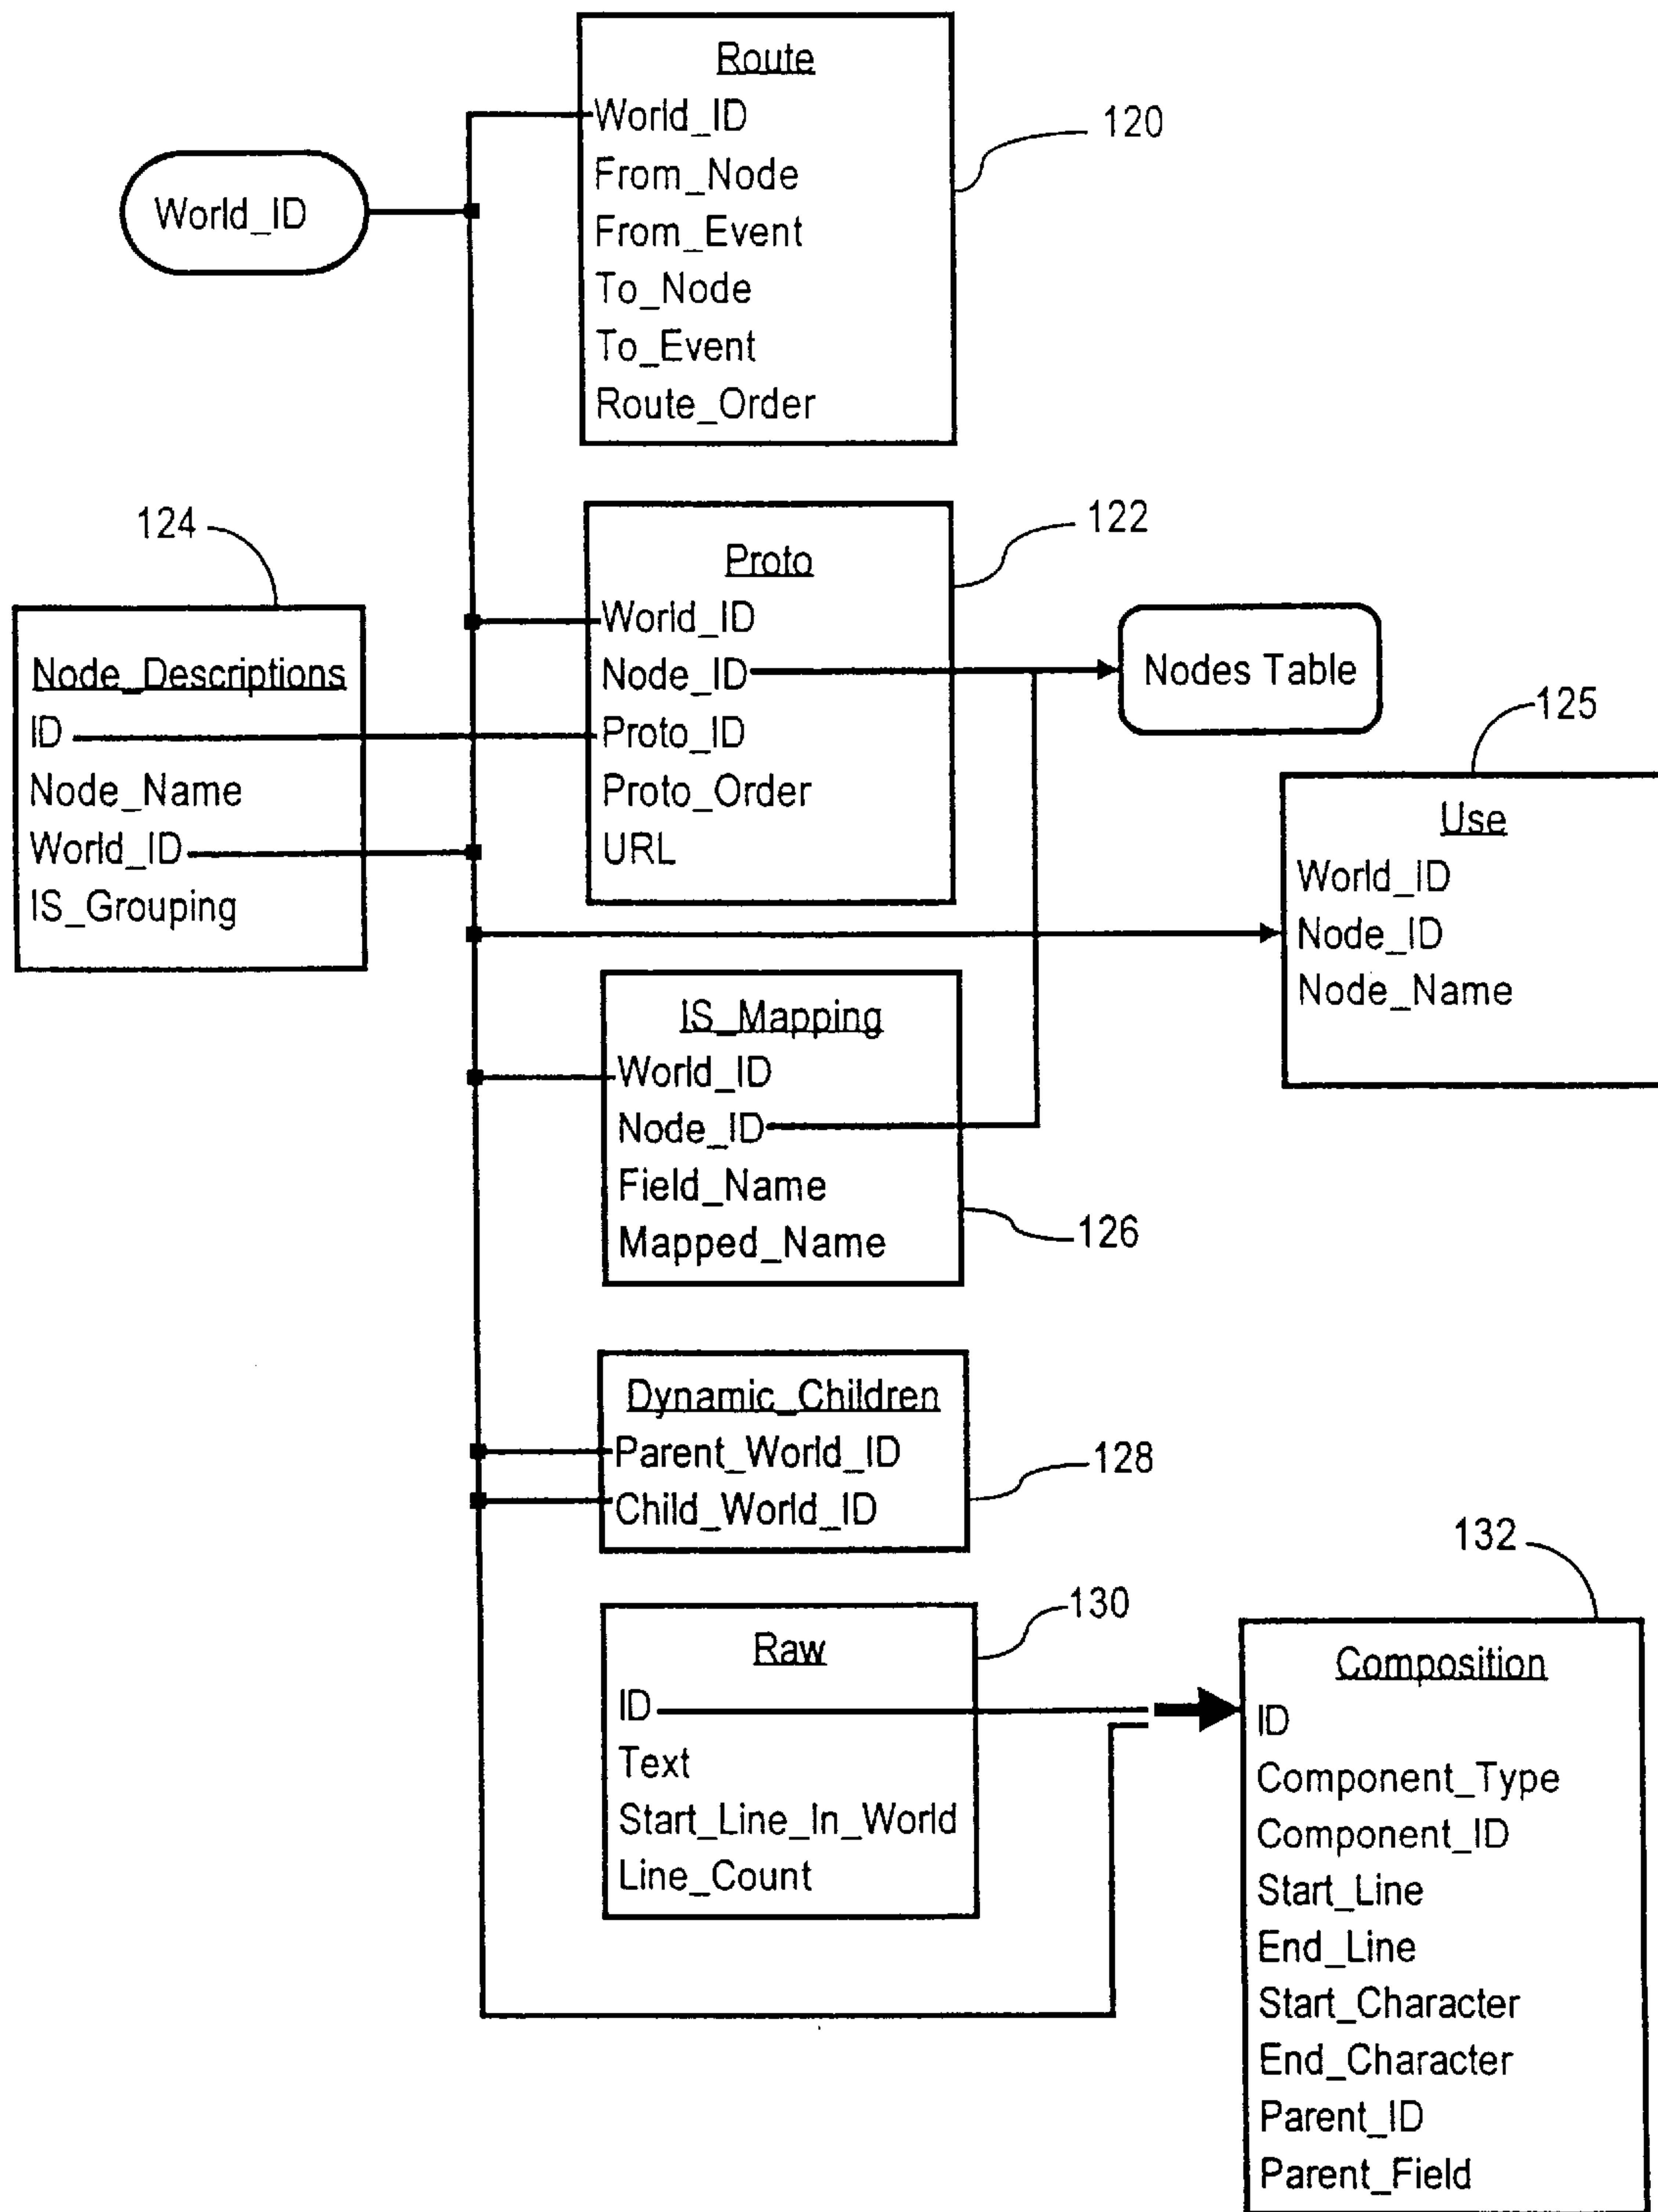 Route
World_ID
From_Node
From_Event
To_Node
To_Event
Route_Order
120
World_ID
124
Node_Descriptions
ID
Node_Name
World_ID
IS_Grouping
Proto
World_ID
Node_ID
Proto_ID
Proto_Order
URL
122
Nodes Table
125
Use
World_ID
Node_ID
Node_Name
IS_Mapping
World_ID
Node_ID
Field_Name
Mapped_Name
126
Dynamic_Children
Parent_World_ID
Child_World_ID
128
Raw
ID
Text
Start_Line_In_World
Line_Count
130
132
Composition
ID
Component_Type
Component_ID
Start_Line
End_Line
Start_Character
End_Character
Parent_ID
Parent_Field